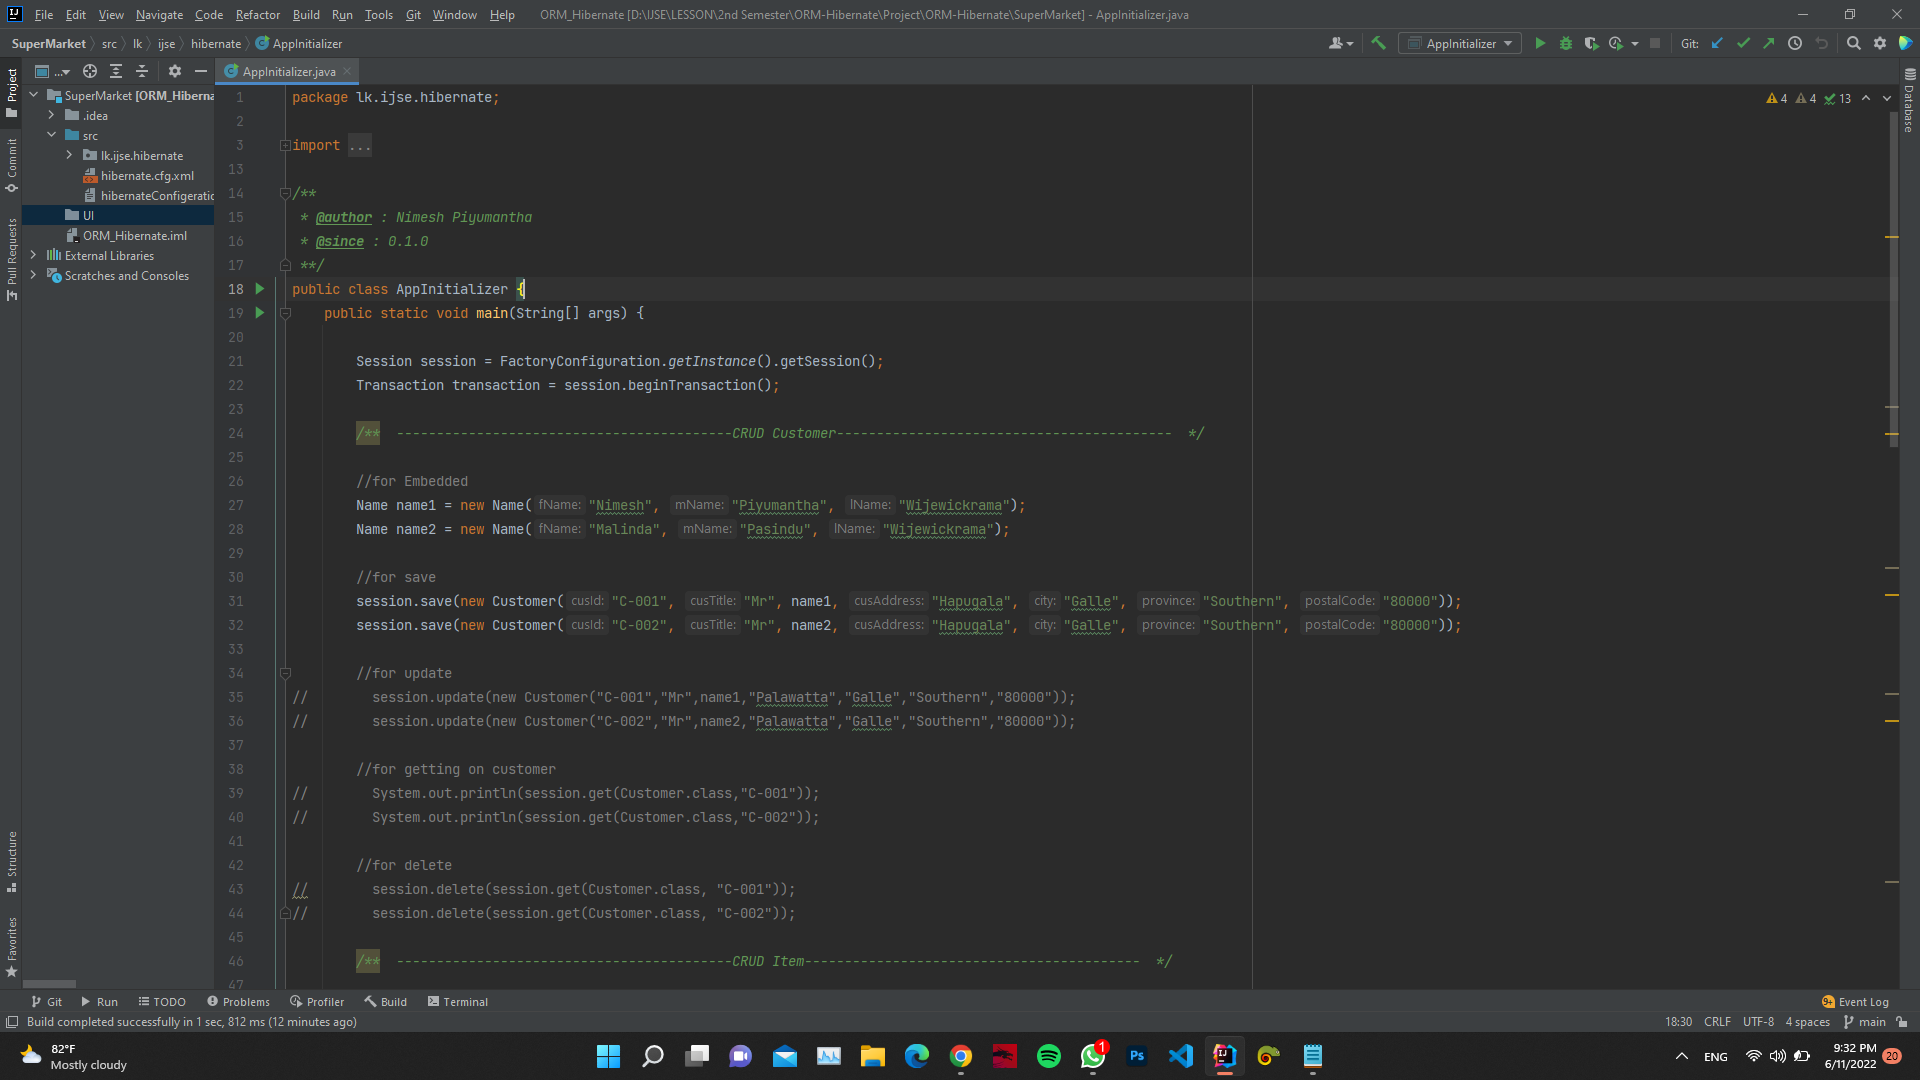 File Edit View Navigate Code Refactor Build Run Tools Git Window Help ORM_Hibernate [D:\IJSE\LESSON\2nd Semester\ORM-Hibernate\Project\ORM-Hibernate\SuperMarket] - AppInitializer.java
SuperMarket src lk ijse hibernate AppInitializer AppInitializer Git:
... AppInitializer.java
Project
Commit
Pull Requests
Structure
Favorites
Database
SuperMarket [ORM_Hiberna
.idea
src
lk.ijse.hibernate
hibernate.cfg.xml
hibernateConfigeratio
UI
ORM_Hibernate.iml
External Libraries
Scratches and Consoles
4 4 13
1 package lk.ijse.hibernate;
2
3 import ...
13
14 /**
15 * @author : Nimesh Piyumantha
16 * @since : 0.1.0
17 **/
18 public class AppInitializer {
19 public static void main(String[] args) {
20
21 Session session = FactoryConfiguration.getInstance().getSession();
22 Transaction transaction = session.beginTransaction();
23
24 /** ------------------------------------------CRUD Customer------------------------------------------ */
25
26 //for Embedded
27 Name name1 = new Name( fName: "Nimesh", mName: "Piyumantha", lName: "Wijewickrama");
28 Name name2 = new Name( fName: "Malinda", mName: "Pasindu", lName: "Wijewickrama");
29
30 //for save
31 session.save(new Customer( cusId: "C-001", cusTitle: "Mr", name1, cusAddress: "Hapugala", city: "Galle", province: "Southern", postalCode: "80000"));
32 session.save(new Customer( cusId: "C-002", cusTitle: "Mr", name2, cusAddress: "Hapugala", city: "Galle", province: "Southern", postalCode: "80000"));
33
34 //for update
35 // session.update(new Customer("C-001","Mr",name1,"Palawatta","Galle","Southern","80000"));
36 // session.update(new Customer("C-002","Mr",name2,"Palawatta","Galle","Southern","80000"));
37
38 //for getting on customer
39 // System.out.println(session.get(Customer.class,"C-001"));
40 // System.out.println(session.get(Customer.class,"C-002"));
41
42 //for delete
43 // session.delete(session.get(Customer.class, "C-001"));
44 // session.delete(session.get(Customer.class, "C-002"));
45
46 /** ------------------------------------------CRUD Item------------------------------------------ */
47
Git Run TODO Problems Profiler Build Terminal 9+ Event Log
Build completed successfully in 1 sec, 812 ms (12 minutes ago) 18:30 CRLF UTF-8 4 spaces main
82°F
Mostly cloudy
1
Ps
ENG
9:32 PM
6/11/2022
20